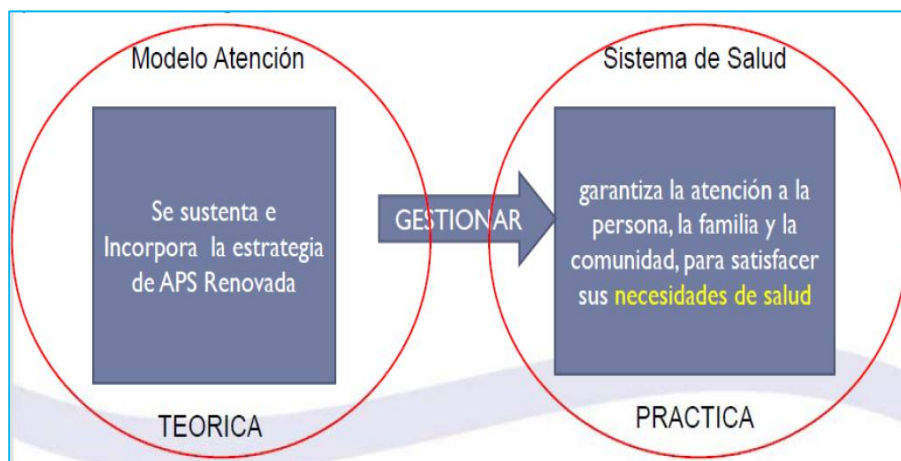 Modelo Atención
Se sustenta e
Incorpora la estrategia
de APS Renovada
TEORICA
GESTIONAR
Sistema de Salud
garantiza la atención a la
persona, la familia y la
comunidad, para satisfacer
sus necesidades de salud
PRACTICA